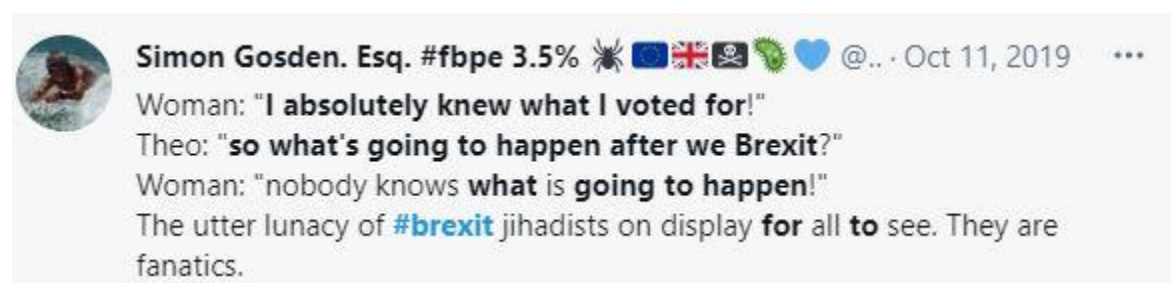 Simon Gosden. Esq. #fbpe 3.5% 🕷️🇪🇺🇬🇧🏴‍☠️🦠💙 @.. · Oct 11, 2019 ···
Woman: "I absolutely knew what I voted for!"
Theo: "so what's going to happen after we Brexit?"
Woman: "nobody knows what is going to happen!"
The utter lunacy of #brexit jihadists on display for all to see. They are
fanatics.